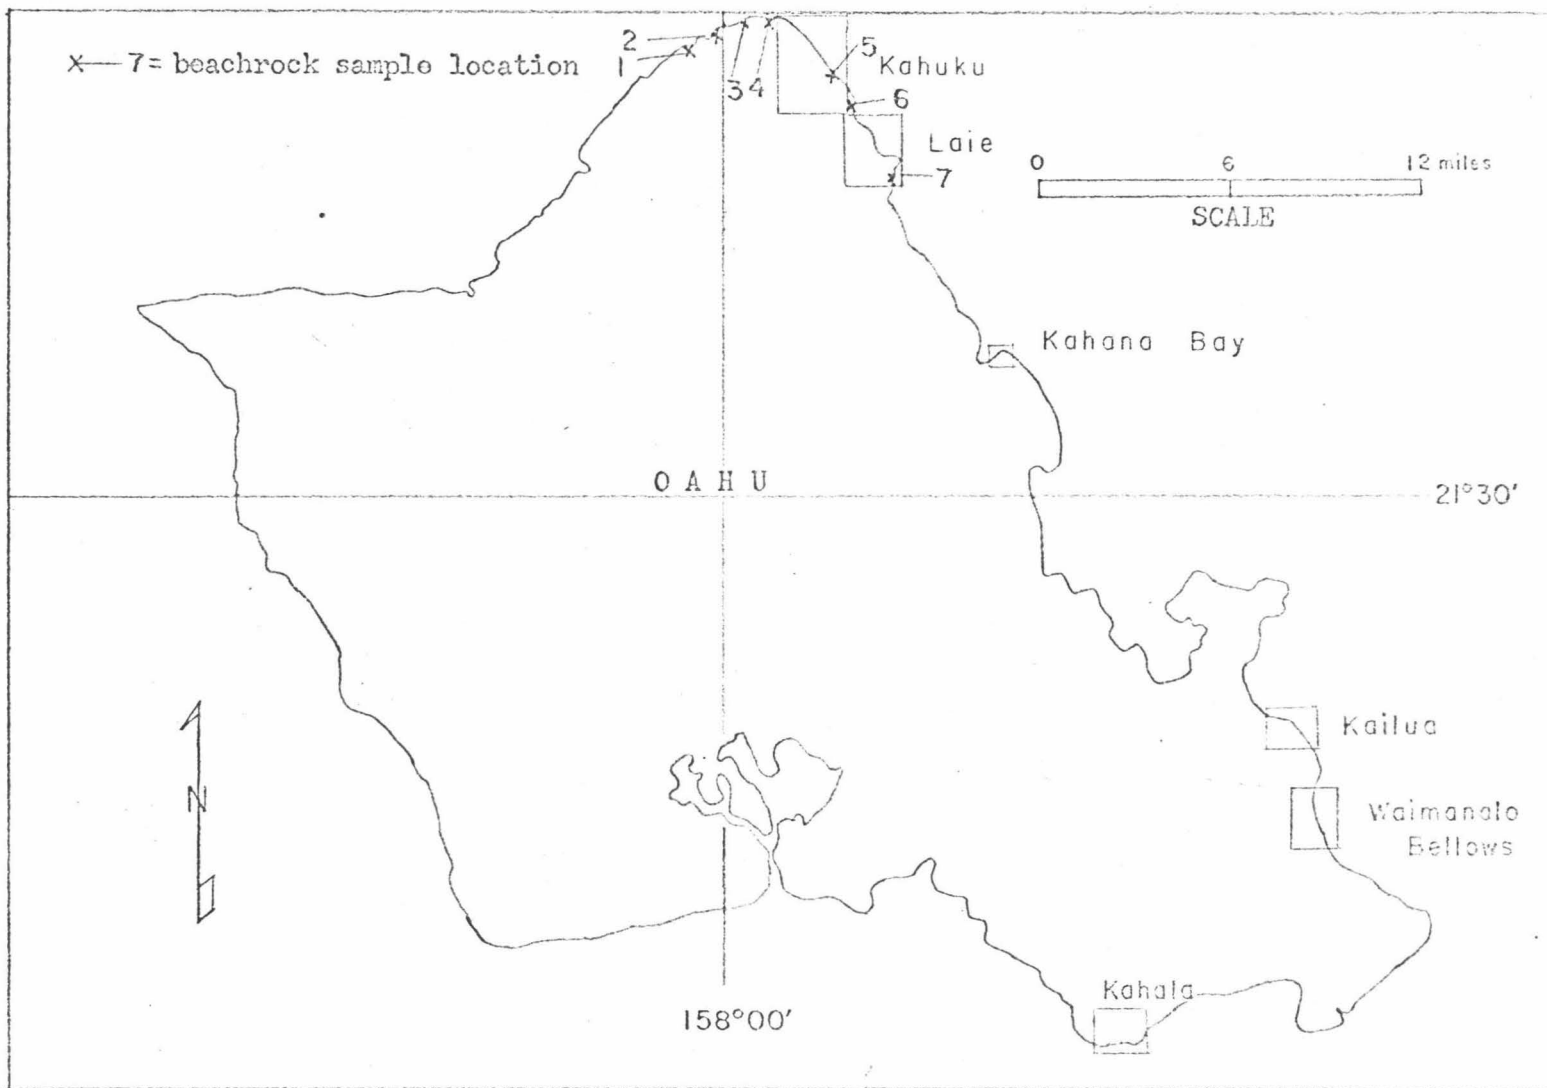 x— 7 = beachrock sample location
2
1
3 4
5
Kahuku
6
Laie
7
0 6 12 miles
SCALE
Kahana Bay
O A H U
21°30'
N
Kailua
Waimanalo
Bellows
Kahala
158°00'